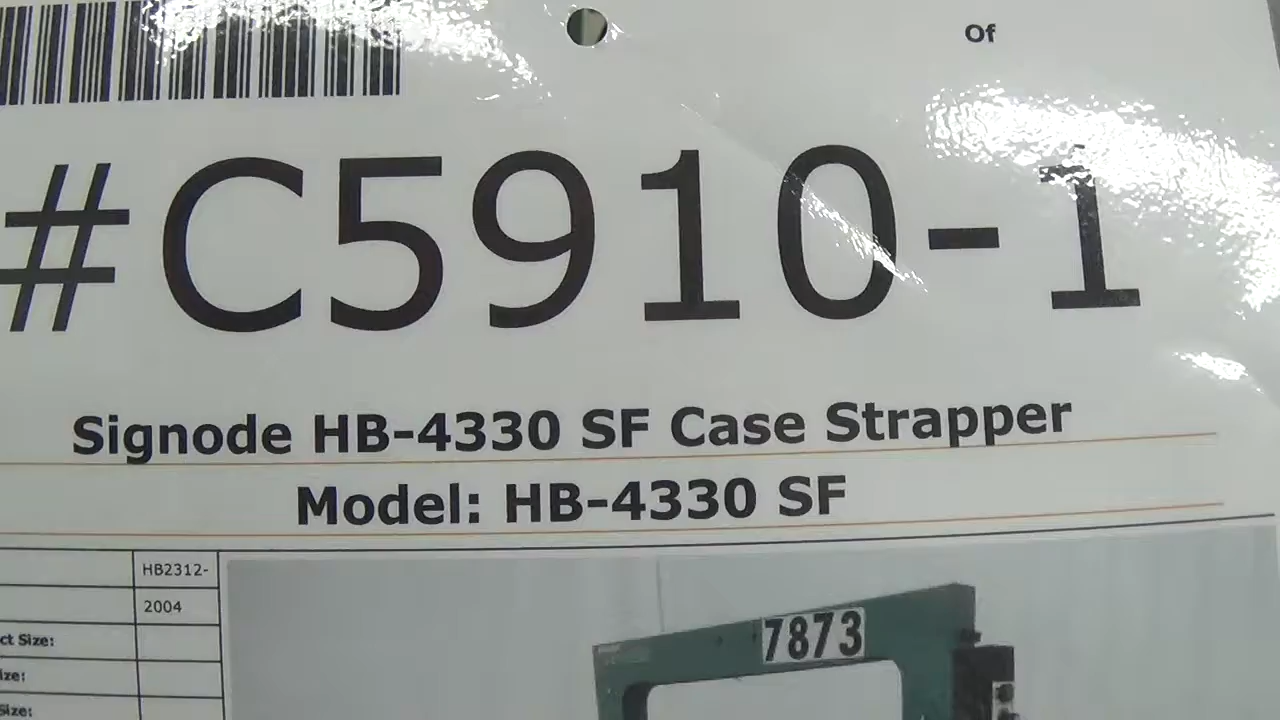 Of
#C5910-1
Signode HB-4330 SF Case Strapper
Model: HB-4330 SF
HB2312-
2004
ct Size:
ize:
Size:
7873